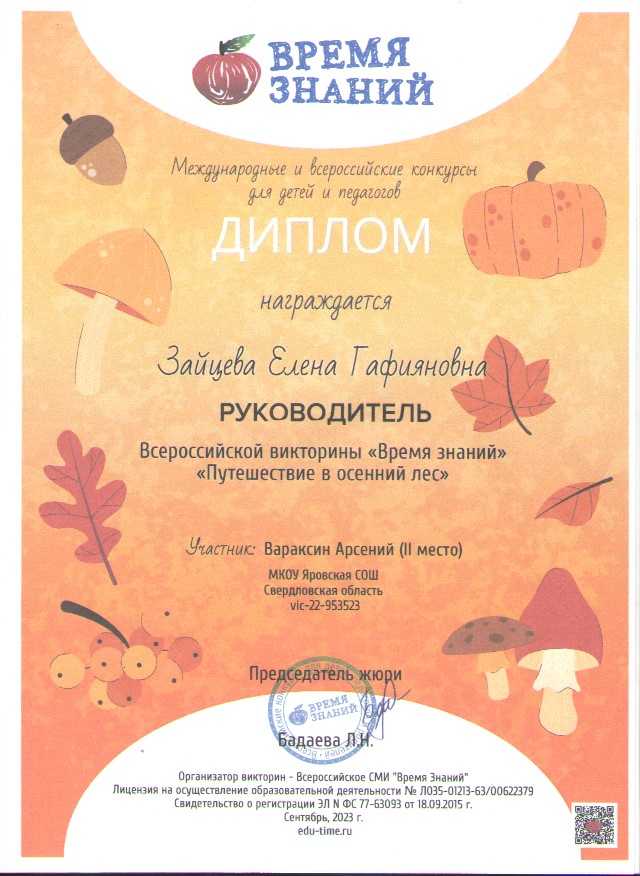 ВРЕМЯ
ЗНАНИЙ
Международные и всероссийские конкурсы
для детей и педагогов
ДИПЛОМ
награждается
Зайцева Елена Гафияновна
РУКОВОДИТЕЛЬ
Всероссийской викторины «Время знаний»
«Путешествие в осенний лес»
Участник: Вараксин Арсений (II место)
МКОУ Яровская СОШ
Свердловская область
vic-22-953523
Председатель жюри
ВРЕМЯ
ЗНАНИЙ
Бадаева Л.Н.
Организатор викторин - Всероссийское СМИ "Время Знаний"
Лицензия на осуществление образовательной деятельности № Л035-01213-63/00622379
Свидетельство о регистрации ЭЛ N ФС 77-63093 от 18.09.2015 г.
Сентябрь, 2023 г.
edu-time.ru